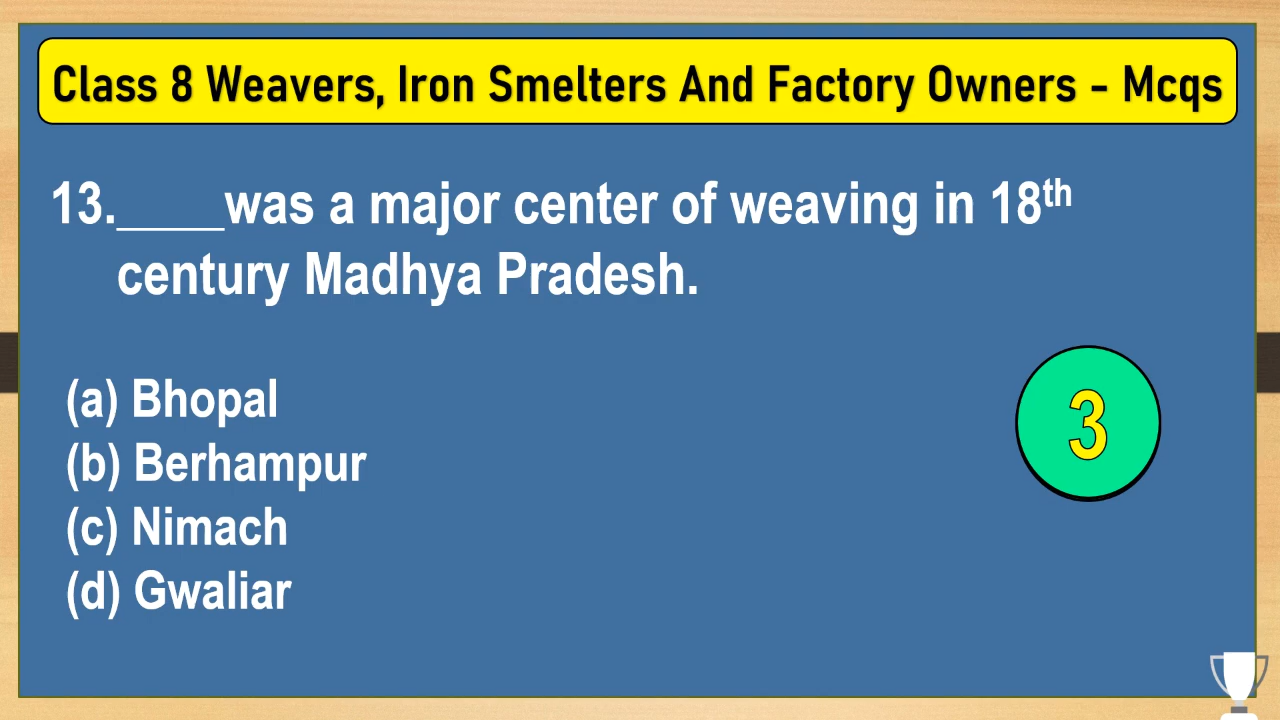 Class 8 Weavers, Iron Smelters And Factory Owners - Mcqs
13.____was a major center of weaving in 18th
century Madhya Pradesh.
(a) Bhopal
(b) Berhampur
(c) Nimach
(d) Gwaliar
3